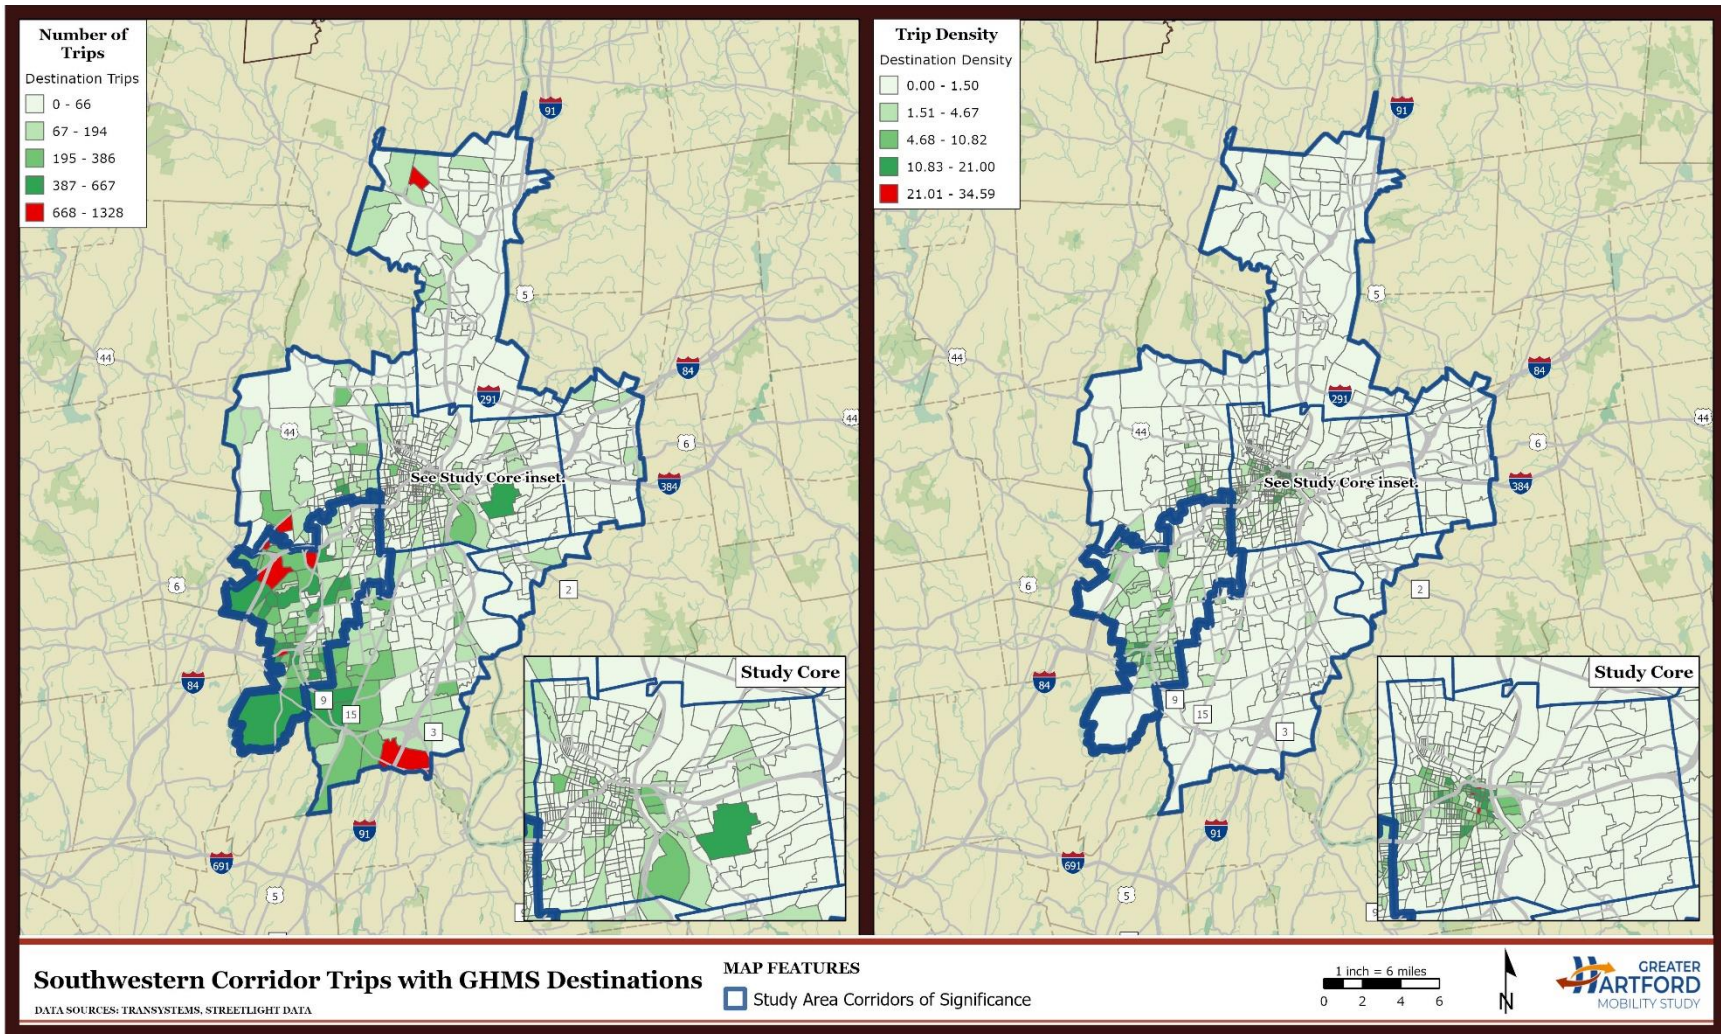 Number of
Trips
Destination Trips
0 - 66
67 - 194
195 - 386
387 - 667
668 - 1328
91
5
44
84
291
44
44
6
See Study Core inset.
384
6
2
84
9
15
3
91
691
5
Study Core
Trip Density
Destination Density
0.00 - 1.50
1.51 - 4.67
4.68 - 10.82
10.83 - 21.00
21.01 - 34.59
91
5
44
84
291
44
44
6
See Study Core inset.
384
6
2
84
9
15
3
91
691
5
9
Study Core
Southwestern Corridor Trips with GHMS Destinations
DATA SOURCES: TRANSYSTEMS, STREETLIGHT DATA
MAP FEATURES
Study Area Corridors of Significance
1 inch = 6 miles
0 2 4 6
N
GREATER
HARTFORD
MOBILITY STUDY